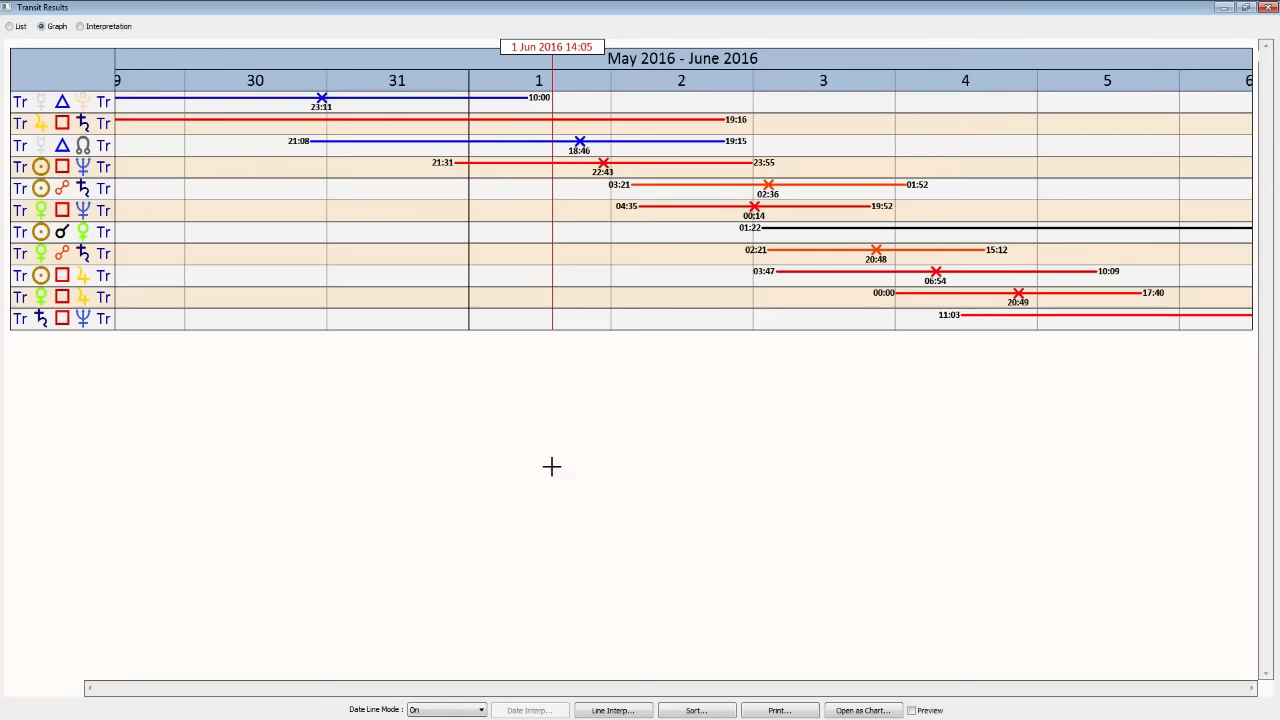 Transit Results
List Graph Interpretation
1 Jun 2016 14:05
May 2016 - June 2016
9 30 31 1 2 3 4 5 6
Tr ☿ △ ♇ Tr 23:11 10:00
Tr ♃ □ ♄ Tr 19:16
Tr ☿ △ ☊ Tr 21:08 18:46 19:15
Tr ☉ □ ♆ Tr 21:31 22:43 23:55
Tr ☉ ☍ ♄ Tr 03:21 02:36 01:52
Tr ♀ □ ♆ Tr 04:35 00:14 19:52
Tr ☉ ☌ ♀ Tr 01:22
Tr ♀ ☍ ♄ Tr 02:21 20:48 15:12
Tr ☉ □ ♃ Tr 03:47 06:54 10:09
Tr ♀ □ ♃ Tr 00:00 20:49 17:40
Tr ♄ □ ♆ Tr 11:03
Date Line Mode : On Date Interp... Line Interp... Sort... Print... Open as Chart... Preview